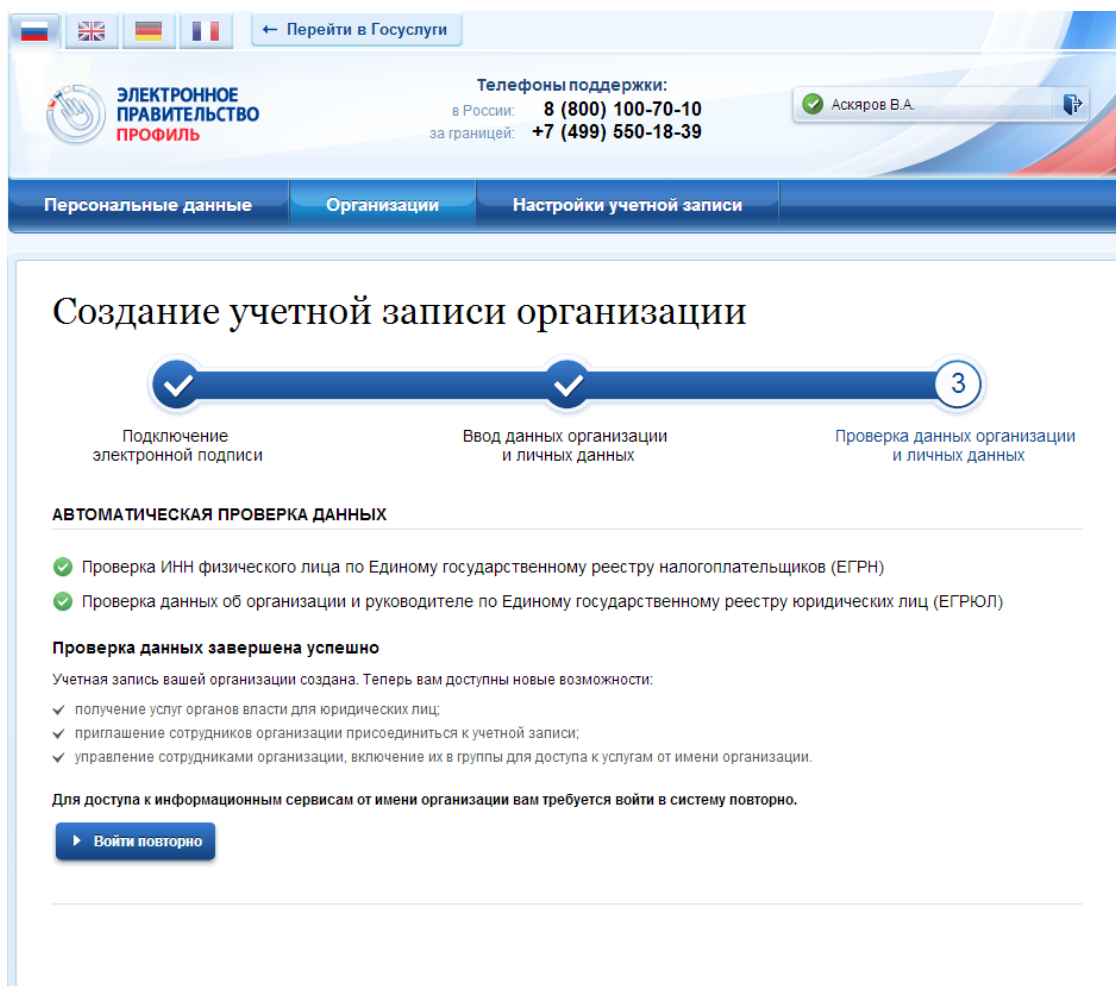 ← Перейти в Госуслуги
ЭЛЕКТРОННОЕ
ПРАВИТЕЛЬСТВО
ПРОФИЛЬ
Телефоны поддержки:
в России: 8 (800) 100-70-10
за границей: +7 (499) 550-18-39
Аскяров В.А.
Персональные данные Организации Настройки учетной записи
Создание учетной записи организации
3
Подключение
электронной подписи
Ввод данных организации
и личных данных
Проверка данных организации
и личных данных
АВТОМАТИЧЕСКАЯ ПРОВЕРКА ДАННЫХ
Проверка ИНН физического лица по Единому государственному реестру налогоплательщиков (ЕГРН)
Проверка данных об организации и руководителе по Единому государственному реестру юридических лиц (ЕГРЮЛ)
Проверка данных завершена успешно
Учетная запись вашей организации создана. Теперь вам доступны новые возможности:
получение услуг органов власти для юридических лиц;
приглашение сотрудников организации присоединиться к учетной записи;
управление сотрудниками организации, включение их в группы для доступа к услугам от имени организации.
Для доступа к информационным сервисам от имени организации вам требуется войти в систему повторно.
Войти повторно